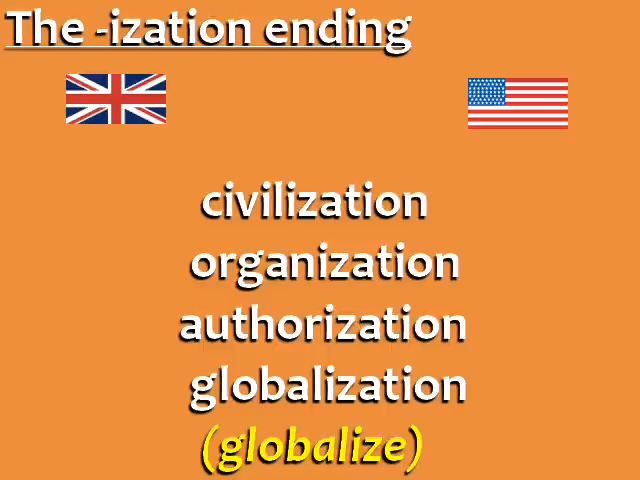 The -ization ending
civilization
organization
authorization
globalization
(globalize)